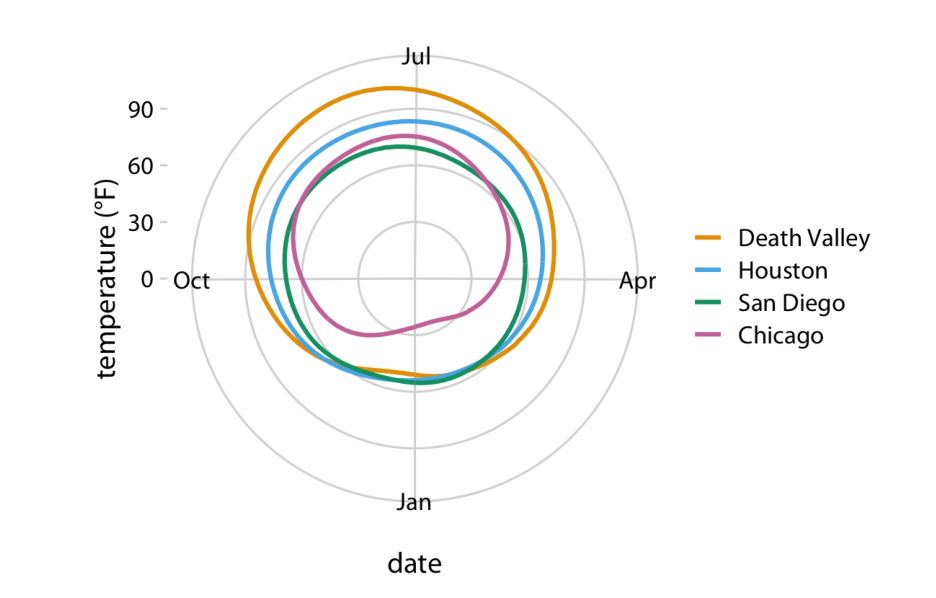 Jul
90
60
30
0
Oct
Apr
Jan
temperature (°F)
date
Death Valley
Houston
San Diego
Chicago